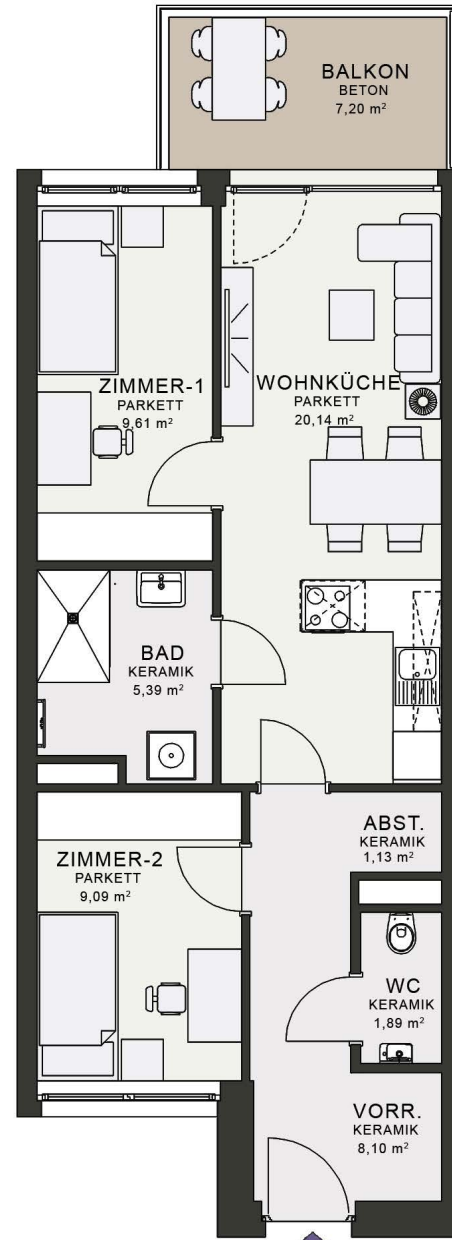 BALKON
BETON
7,20 m²
ZIMMER-1
PARKETT
9,61 m²
WOHNKÜCHE
PARKETT
20,14 m²
BAD
KERAMIK
5,39 m²
ABST.
KERAMIK
1,13 m²
ZIMMER-2
PARKETT
9,09 m²
WC
KERAMIK
1,89 m²
VORR.
KERAMIK
8,10 m²